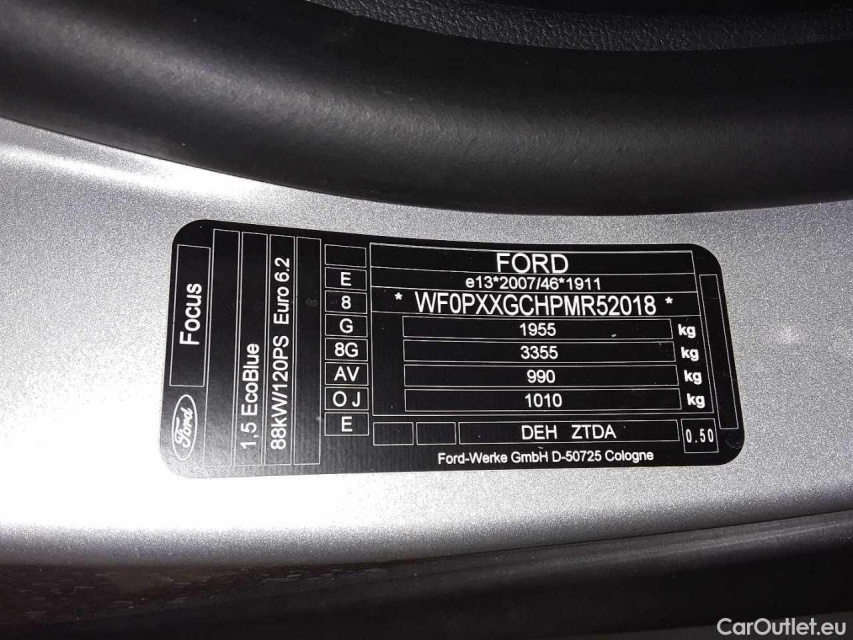 Focus
Ford
1,5 EcoBlue
88kW/120PS Euro 6.2
E
8
G
8G
AV
O J
E
FORD
e13*2007/46*1911
* WF0PXXGCHPMR52018 *
1955 kg
3355 kg
990 kg
1010 kg
DEH ZTDA
0.50
Ford-Werke GmbH D-50725 Cologne
CarOutlet.eu